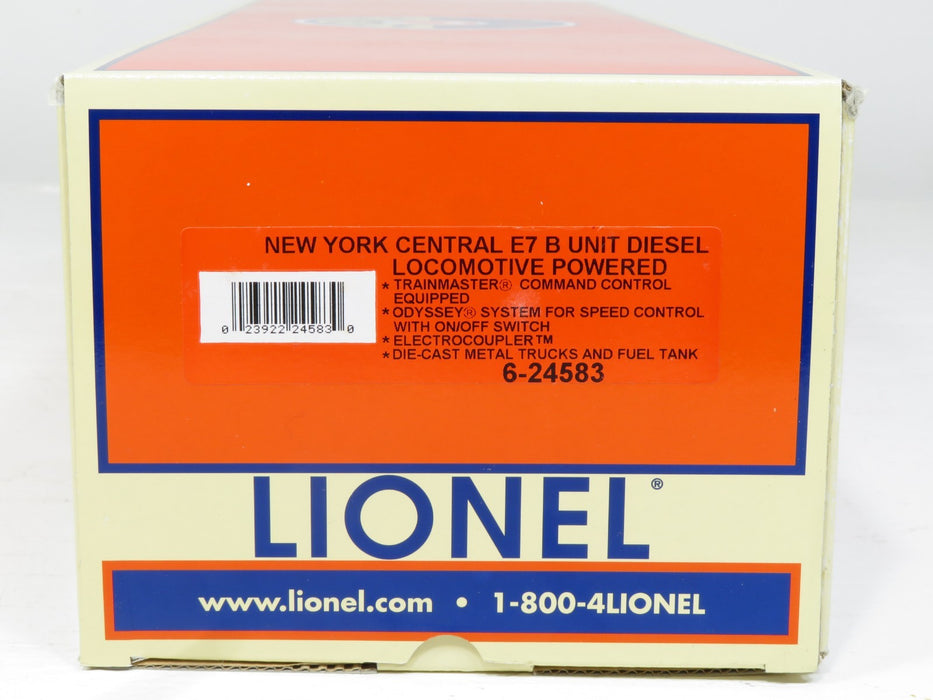 NEW YORK CENTRAL E7 B UNIT DIESEL
LOCOMOTIVE POWERED
* TRAINMASTER® COMMAND CONTROL
EQUIPPED
* ODYSSEY® SYSTEM FOR SPEED CONTROL
WITH ON/OFF SWITCH
* ELECTROCOUPLER™
* DIE-CAST METAL TRUCKS AND FUEL TANK
6-24583
0 23922 24583 0
LIONEL®
www.lionel.com • 1-800-4LIONEL